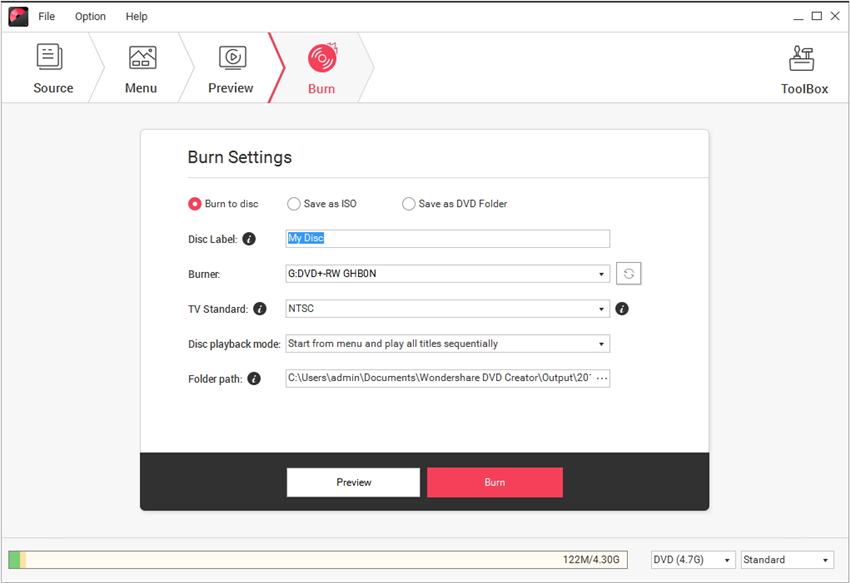 File Option Help
Source Menu Preview Burn ToolBox
Burn Settings
Burn to disc Save as ISO Save as DVD Folder
Disc Label: My Disc
Burner: G:DVD+-RW GHB0N
TV Standard: NTSC
Disc playback mode: Start from menu and play all titles sequentially
Folder path: C:\Users\admin\Documents\Wondershare DVD Creator\Output\20 ...
Preview Burn
122M/4.30G DVD (4.7G) Standard